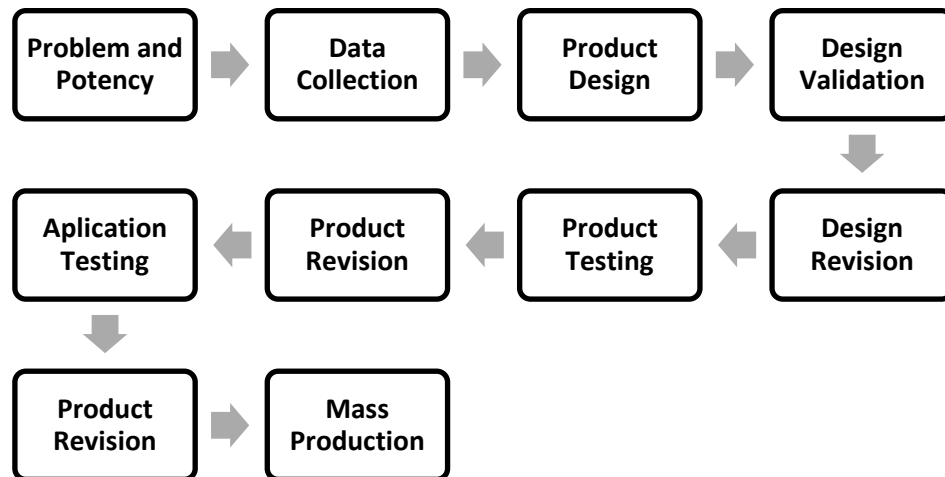 Problem and
Potency
Data
Collection
Product
Design
Design
Validation
Design
Revision
Product
Testing
Product
Revision
Aplication
Testing
Product
Revision
Mass
Production